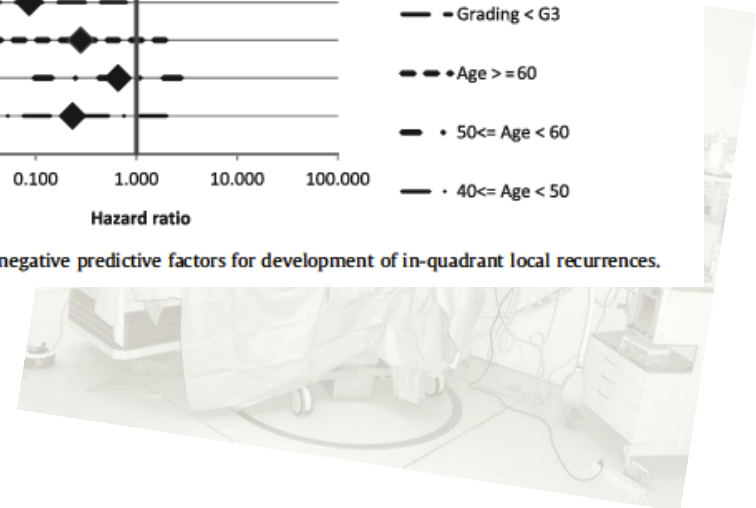 Grading < G3
Age >=60
50<= Age < 60
40<= Age < 50
0.100 1.000 10.000 100.000
Hazard ratio
negative predictive factors for development of in-quadrant local recurrences.